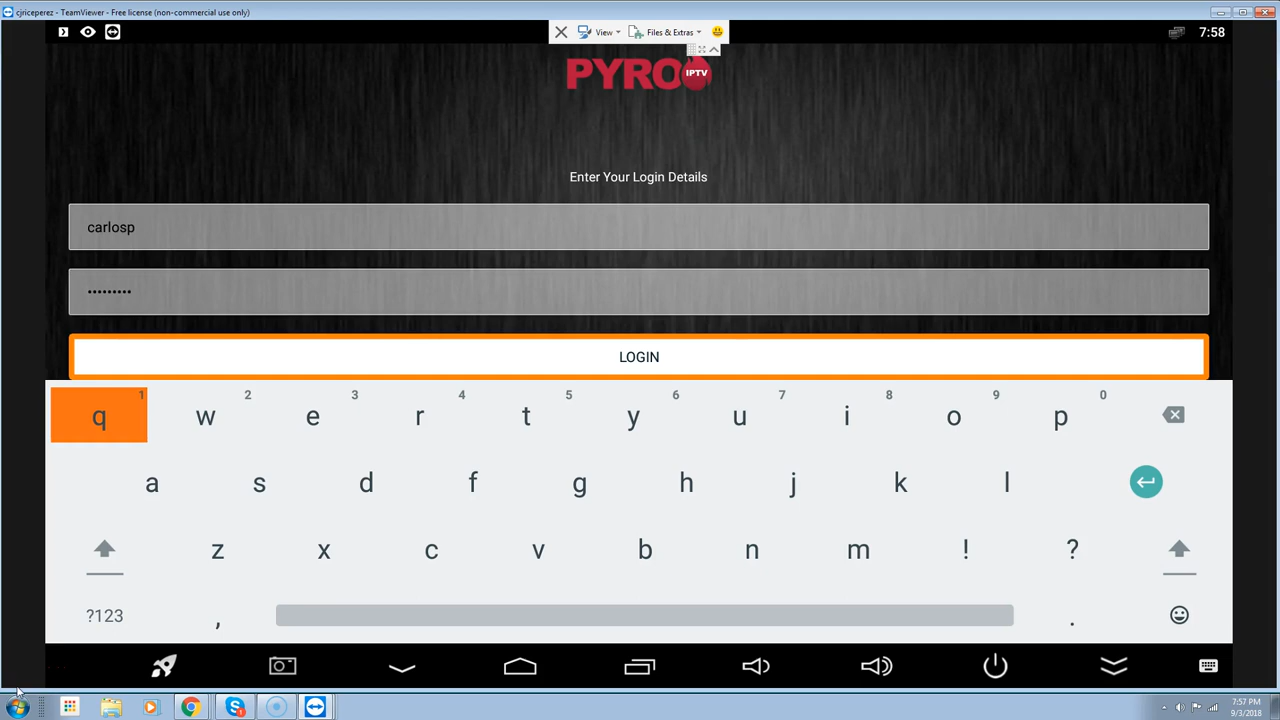 cjriceperez - TeamViewer - Free license (non-commercial use only)
View Files & Extras
7:58
PYRO IPTV
Enter Your Login Details
carlosp
•••••••••
LOGIN
1 2 3 4 5 6 7 8 9 0
q w e r t y u i o p
a s d f g h j k l
z x c v b n m ! ?
?123 , .
7:57 PM
9/3/2018